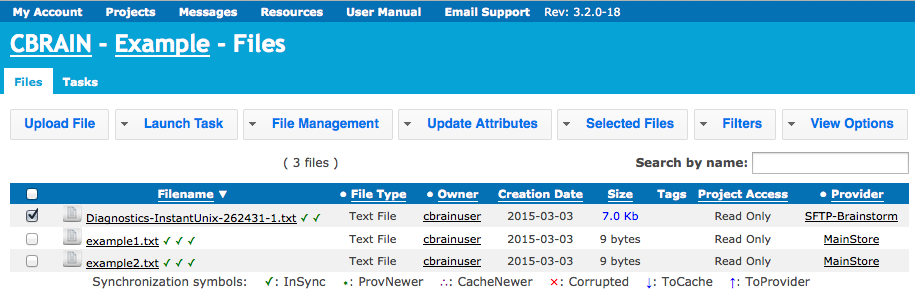 My Account Projects Messages Resources User Manual Email Support Rev: 3.2.0-18
CBRAIN - Example - Files
Files Tasks
Upload File Launch Task File Management Update Attributes Selected Files Filters View Options
( 3 files ) Search by name:
Filename ▼ • File Type • Owner Creation Date Size Tags Project Access • Provider
Diagnostics-InstantUnix-262431-1.txt ✓ ✓ Text File cbrainuser 2015-03-03 7.0 Kb Read Only SFTP-Brainstorm
example1.txt ✓ ✓ ✓ Text File cbrainuser 2015-03-03 9 bytes Read Only MainStore
example2.txt ✓ ✓ ✓ Text File cbrainuser 2015-03-03 9 bytes Read Only MainStore
Synchronization symbols: ✓: InSync ⬩: ProvNewer ∴: CacheNewer ×: Corrupted ↓: ToCache ↑: ToProvider